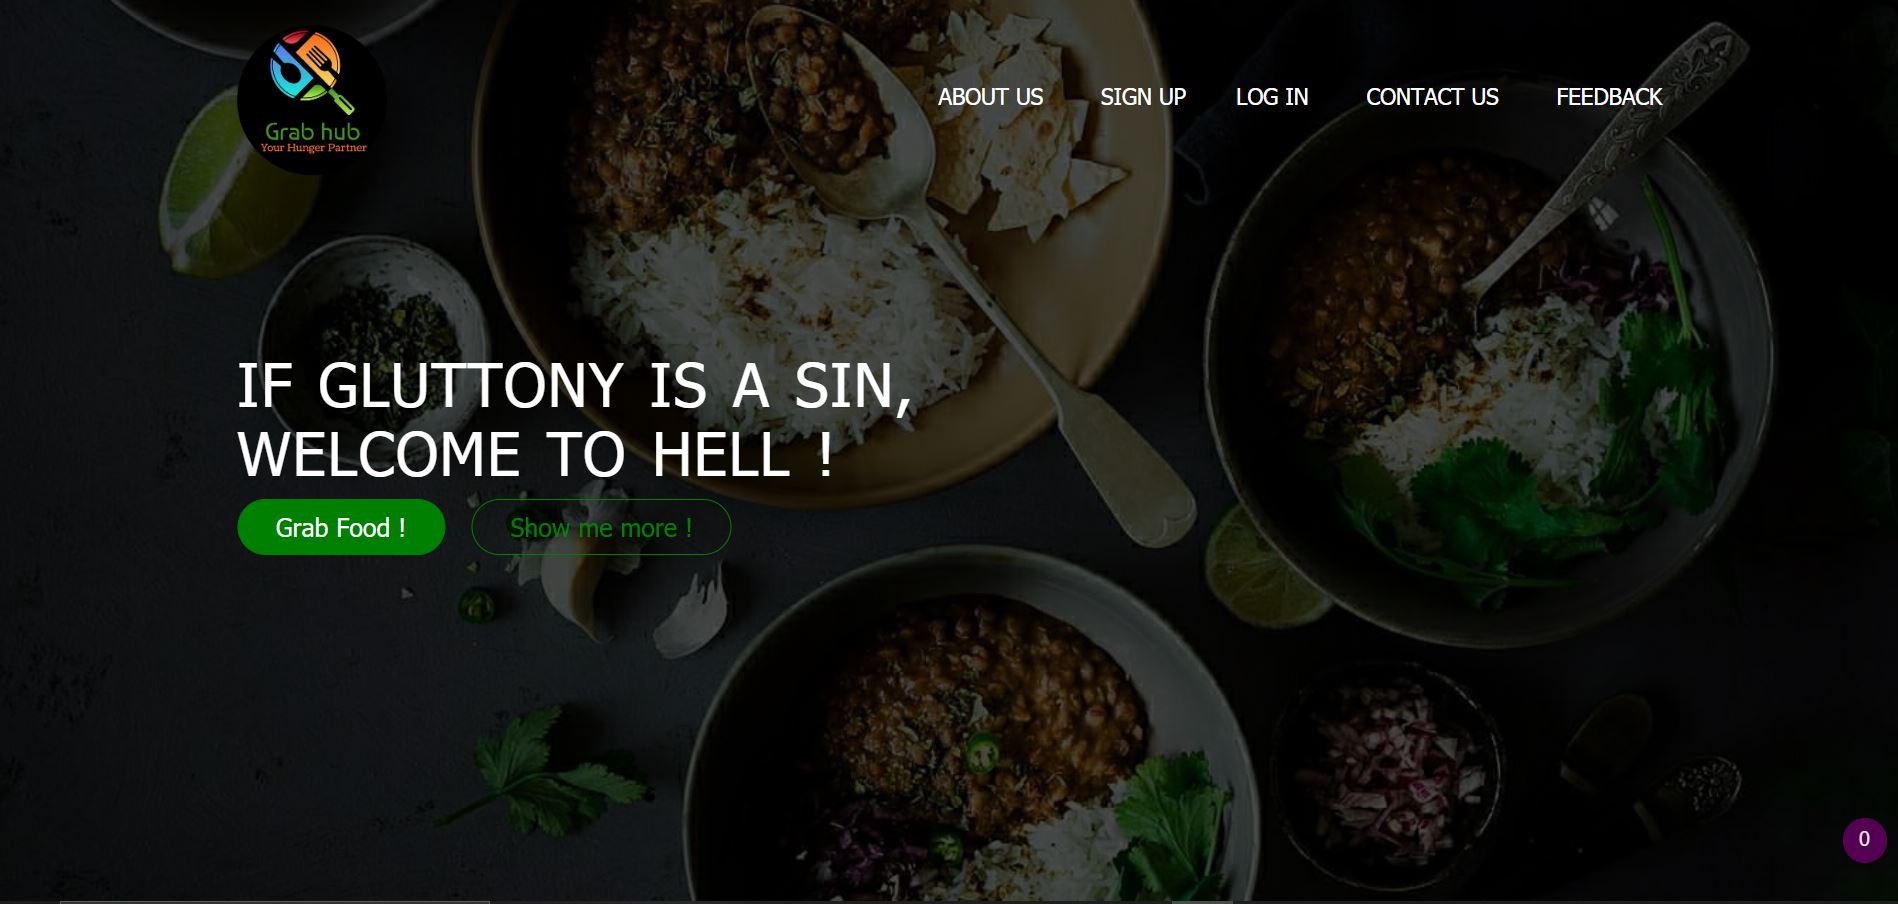 Grab hub
Your Hunger Partner
ABOUT US SIGN UP LOG IN CONTACT US FEEDBACK
IF GLUTTONY IS A SIN,
WELCOME TO HELL !
Grab Food ! Show me more !
0